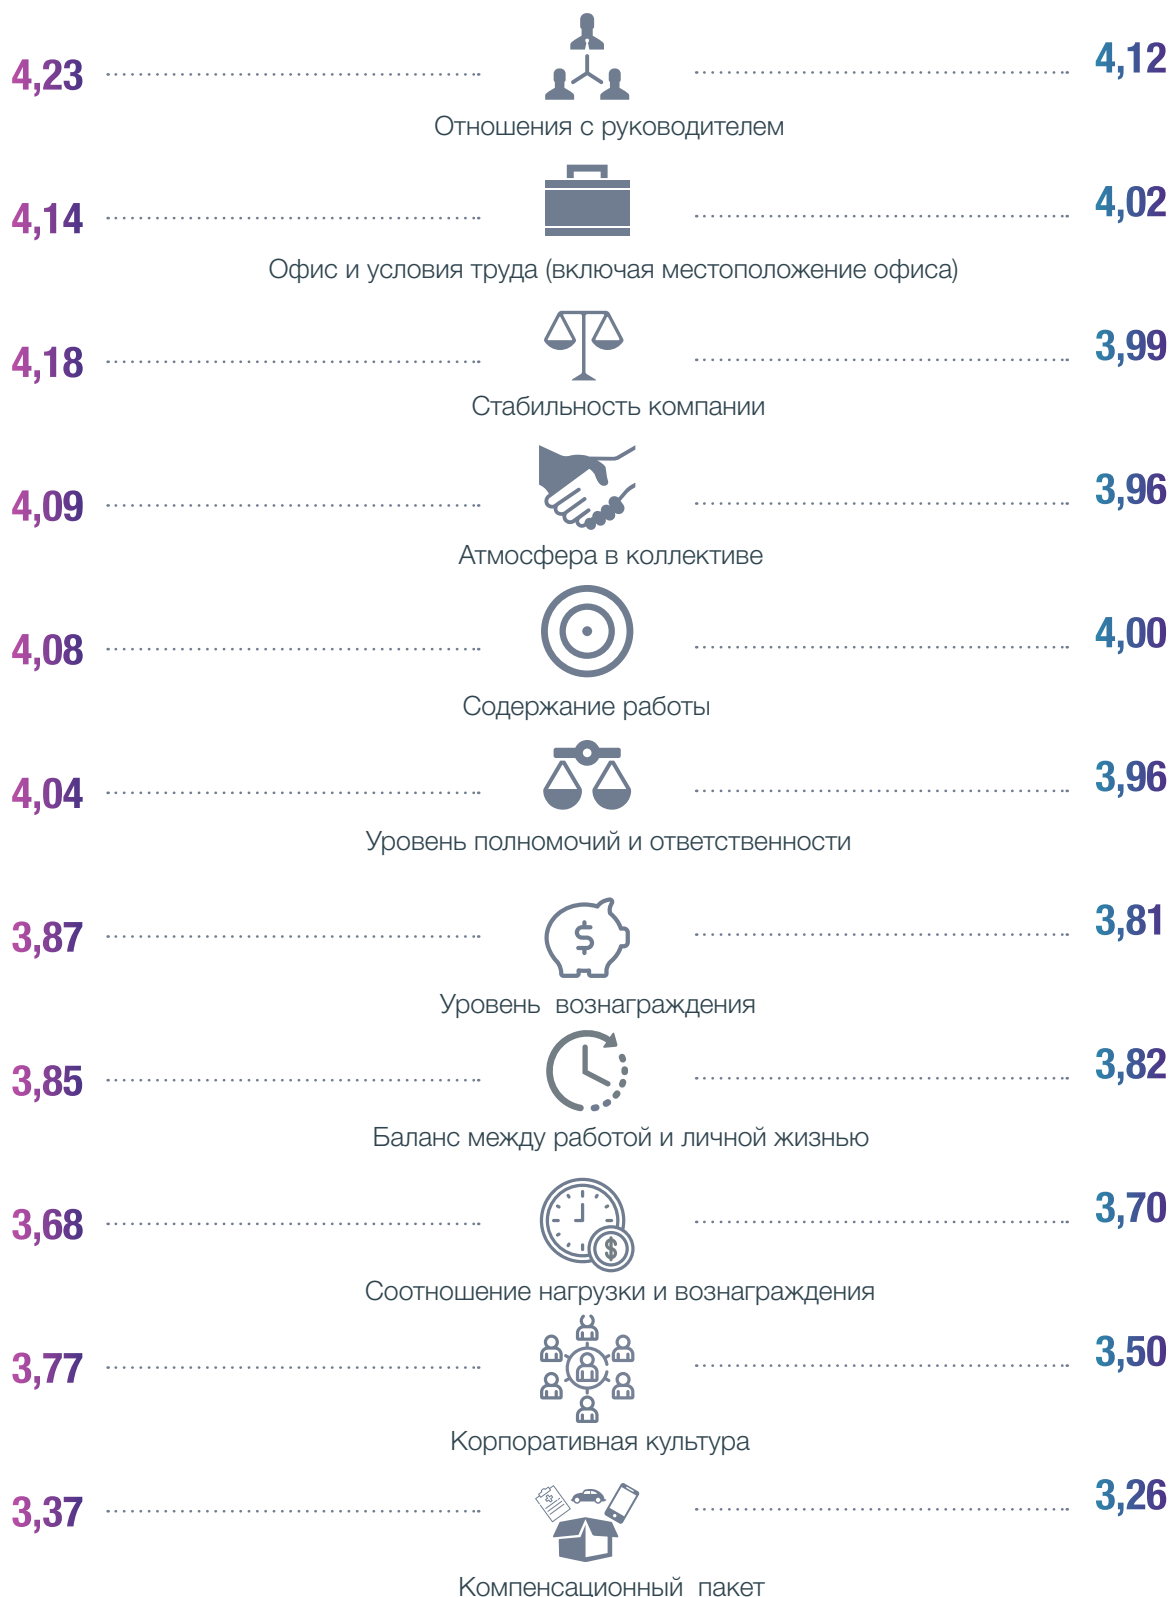 4,23 4,12
Отношения с руководителем
4,14 4,02
Офис и условия труда (включая местоположение офиса)
4,18 3,99
Стабильность компании
4,09 3,96
Атмосфера в коллективе
4,08 4,00
Содержание работы
4,04 3,96
Уровень полномочий и ответственности
3,87 $ 3,81
Уровень вознаграждения
3,85 3,82
Баланс между работой и личной жизнью
3,68 $ 3,70
Соотношение нагрузки и вознаграждения
3,77 3,50
Корпоративная культура
3,37 3,26
Компенсационный пакет